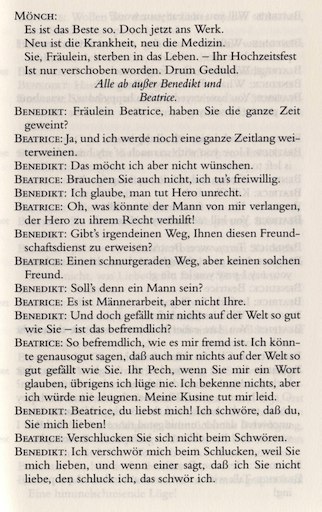 MÖNCH:
Es ist das Beste so. Doch jetzt ans Werk.
Neu ist die Krankheit, neu die Medizin.
Sie, Fräulein, sterben in das Leben. – Ihr Hochzeitsfest
Ist nur verschoben worden. Drum Geduld.
Alle ab außer Benedikt und
Beatrice.
BENEDIKT: Fräulein Beatrice, haben Sie die ganze Zeit
geweint?
BEATRICE: Ja, und ich werde noch eine ganze Zeitlang wei-
terweinen.
BENEDIKT: Das möcht ich aber nicht wünschen.
BEATRICE: Brauchen Sie auch nicht, ich tu's freiwillig.
BENEDIKT: Ich glaube, man tut Hero unrecht.
BEATRICE: Oh, was könnte der Mann von mir verlangen,
der Hero zu ihrem Recht verhilft!
BENEDIKT: Gibt's irgendeinen Weg, Ihnen diesen Freund-
schaftsdienst zu erweisen?
BEATRICE: Einen schnurgeraden Weg, aber keinen solchen
Freund.
BENEDIKT: Soll's denn ein Mann sein?
BEATRICE: Es ist Männerarbeit, aber nicht Ihre.
BENEDIKT: Und doch gefällt mir nichts auf der Welt so gut
wie Sie – ist das befremdlich?
BEATRICE: So befremdlich, wie es mir fremd ist. Ich könn-
te genausogut sagen, daß auch mir nichts auf der Welt so
gut gefällt wie Sie. Ihr Pech, wenn Sie mir ein Wort
glauben, übrigens ich lüge nie. Ich bekenne nichts, aber
ich würde nie leugnen. Meine Kusine tut mir leid.
BENEDIKT: Beatrice, du liebst mich! Ich schwöre, daß du,
Sie mich lieben!
BEATRICE: Verschlucken Sie sich nicht beim Schwören.
BENEDIKT: Ich verschwör mich beim Schlucken, weil Sie
mich lieben, und wenn einer sagt, daß ich Sie nicht
liebe, den schluck ich, das schwör ich.